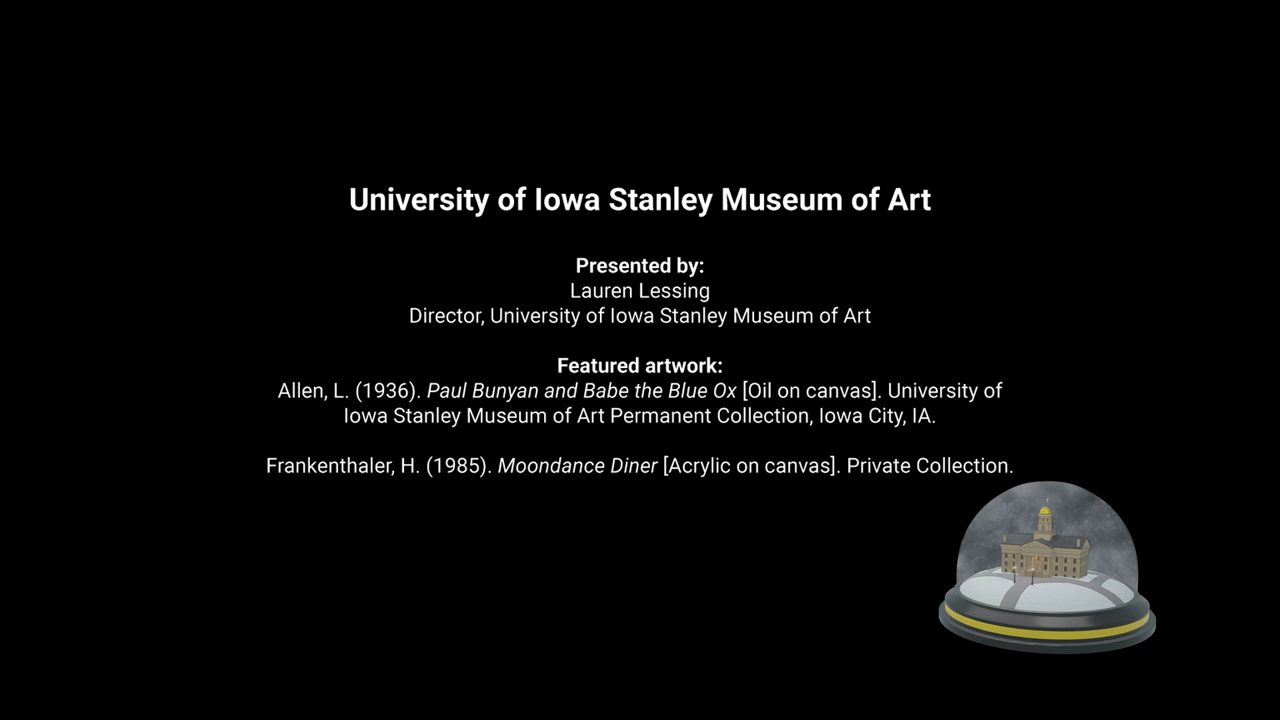 University of Iowa Stanley Museum of Art
Presented by:
Lauren Lessing
Director, University of Iowa Stanley Museum of Art
Featured artwork:
Allen, L. (1936). Paul Bunyan and Babe the Blue Ox [Oil on canvas]. University of
Iowa Stanley Museum of Art Permanent Collection, Iowa City, IA.
Frankenthaler, H. (1985). Moondance Diner [Acrylic on canvas]. Private Collection.